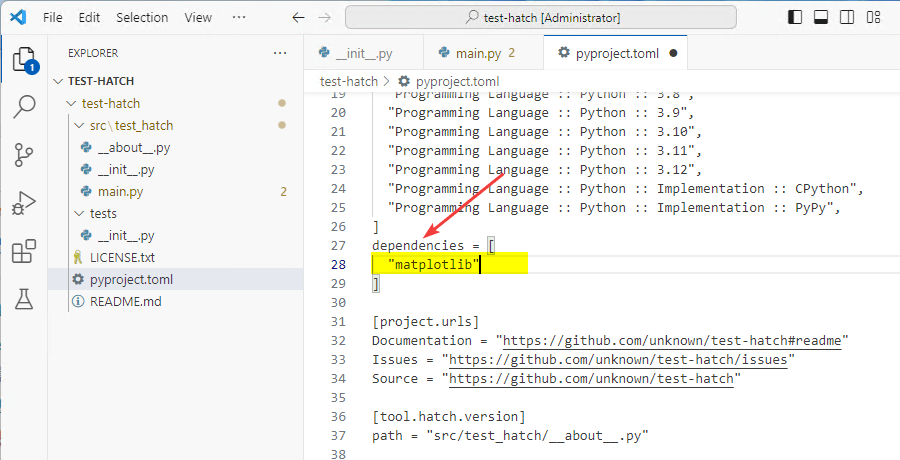 File Edit Selection View ··· test-hatch [Administrator]
EXPLORER ···
TEST-HATCH
test-hatch
src\test_hatch
__about__.py
__init__.py
main.py 2
tests
__init__.py
LICENSE.txt
pyproject.toml
README.md
1
__init__.py main.py 2 pyproject.toml
test-hatch > pyproject.toml
19 "Programming Language :: Python :: 3.8",
20 "Programming Language :: Python :: 3.9",
21 "Programming Language :: Python :: 3.10",
22 "Programming Language :: Python :: 3.11",
23 "Programming Language :: Python :: 3.12",
24 "Programming Language :: Python :: Implementation :: CPython",
25 "Programming Language :: Python :: Implementation :: PyPy",
26 ]
27 dependencies = [
28 "matplotlib"
29 ]
30
31 [project.urls]
32 Documentation = "https://github.com/unknown/test-hatch#readme"
33 Issues = "https://github.com/unknown/test-hatch/issues"
34 Source = "https://github.com/unknown/test-hatch"
35
36 [tool.hatch.version]
37 path = "src/test_hatch/__about__.py"
38